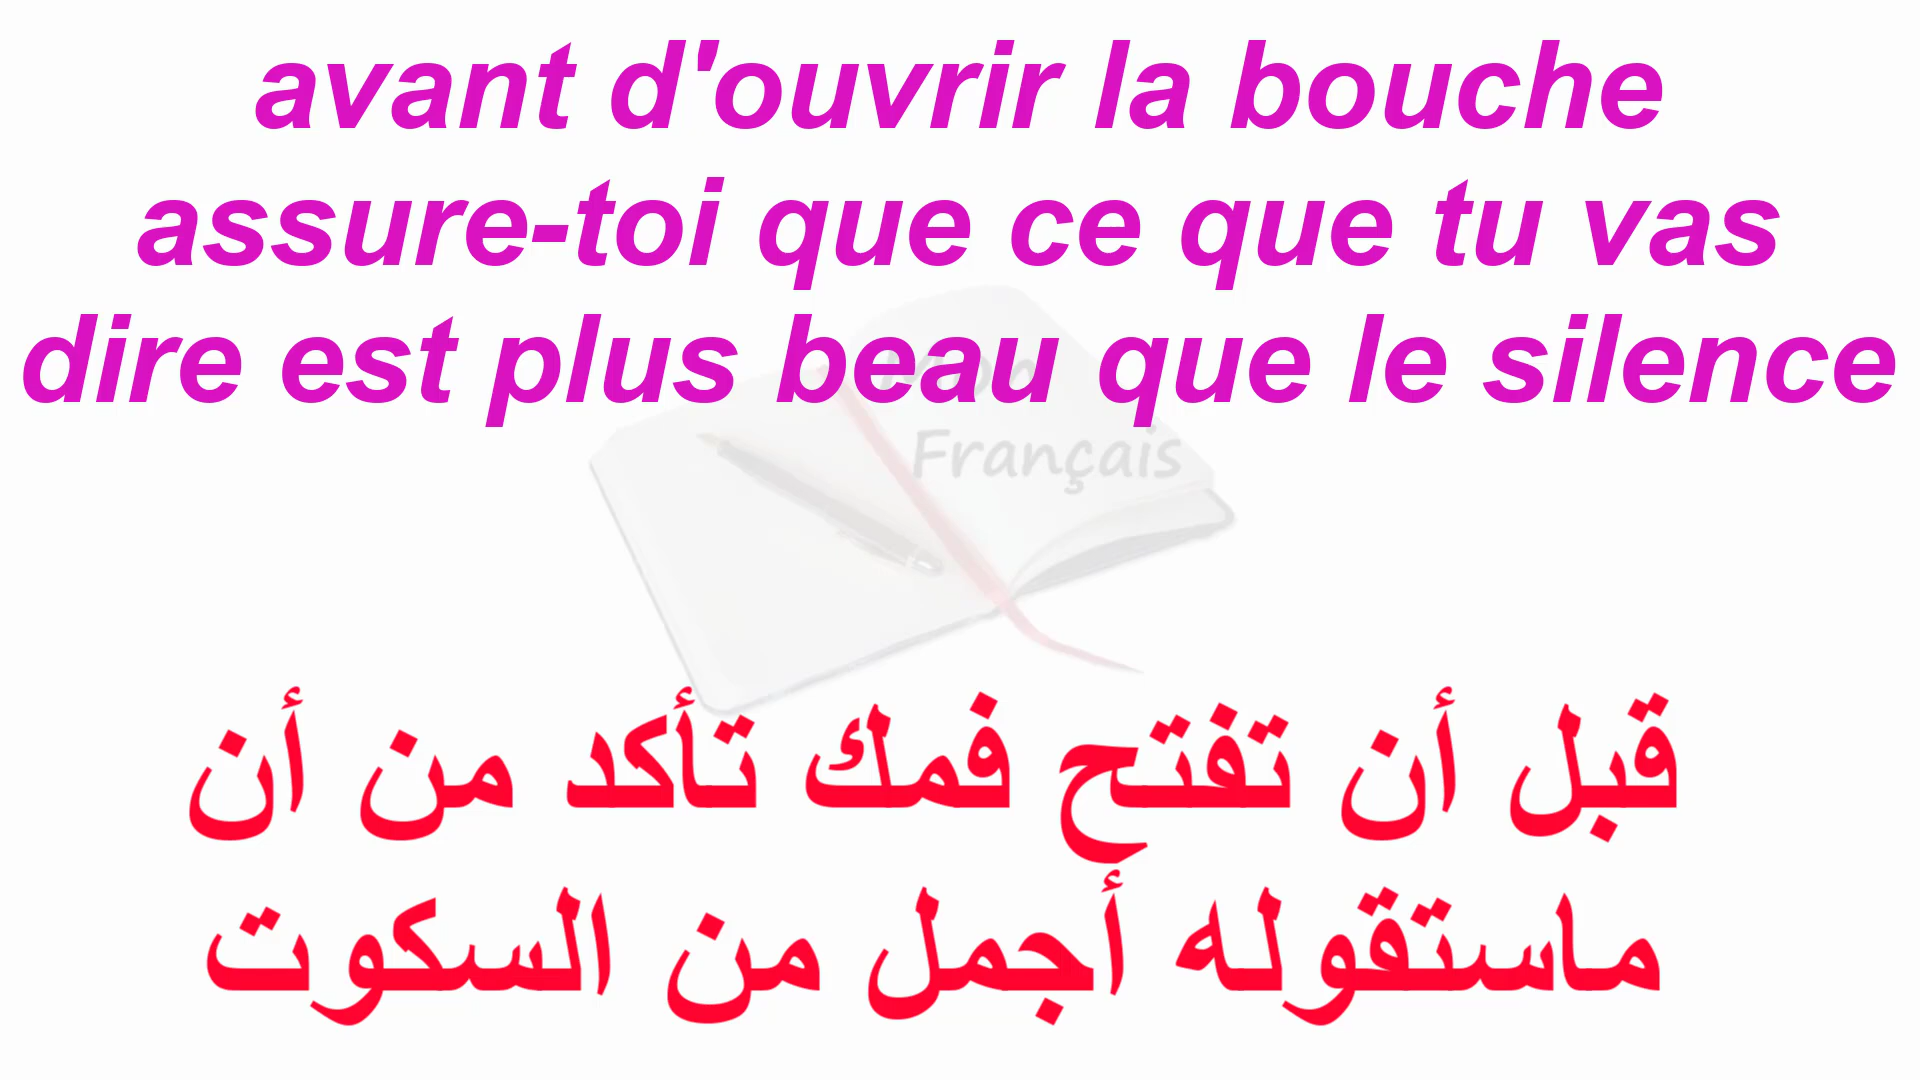 avant d'ouvrir la bouche
assure-toi que ce que tu vas
dire est plus beau que le silence
Mon
Français
قبل أن تفتح فمك تأكد من أن
ماستقوله أجمل من السكوت